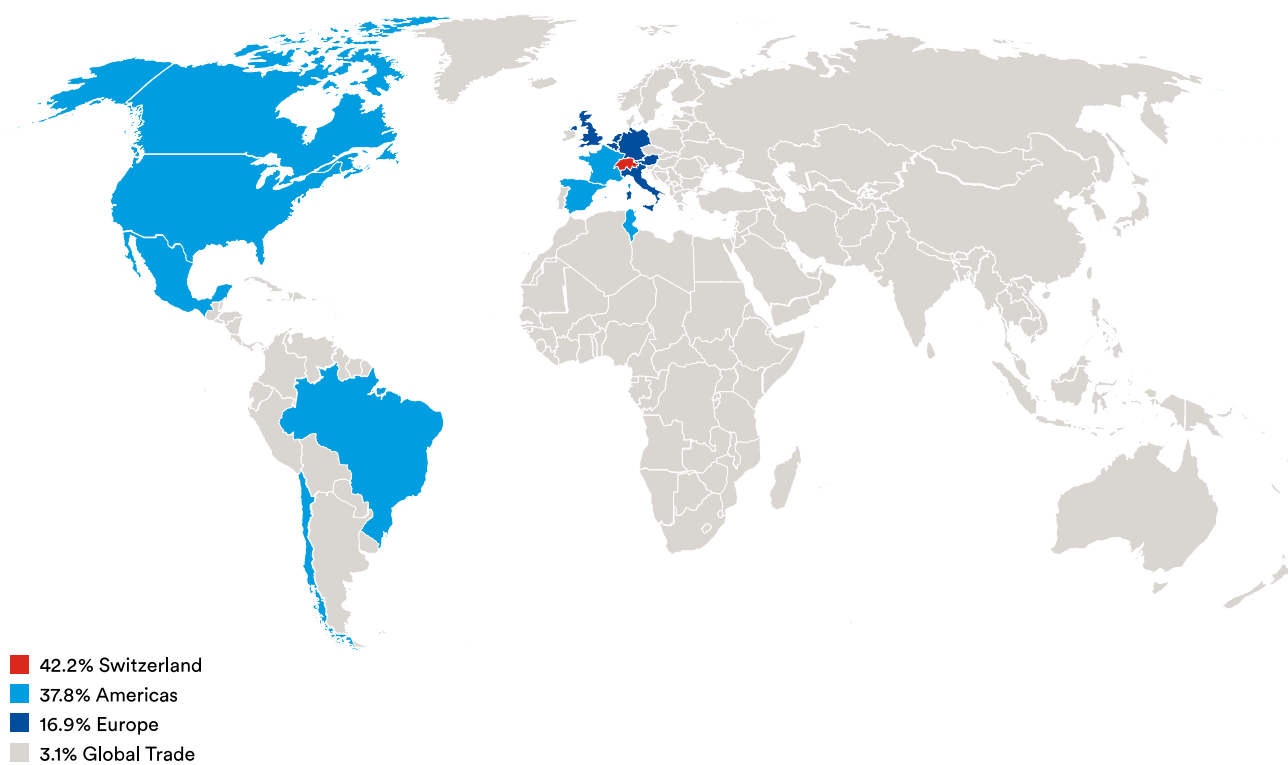 42.2% Switzerland
37.8% Americas
16.9% Europe
3.1% Global Trade